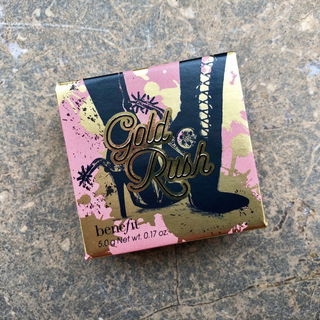 Gold
Rush
benefit
5.0 g Net wt. 0.17 oz.